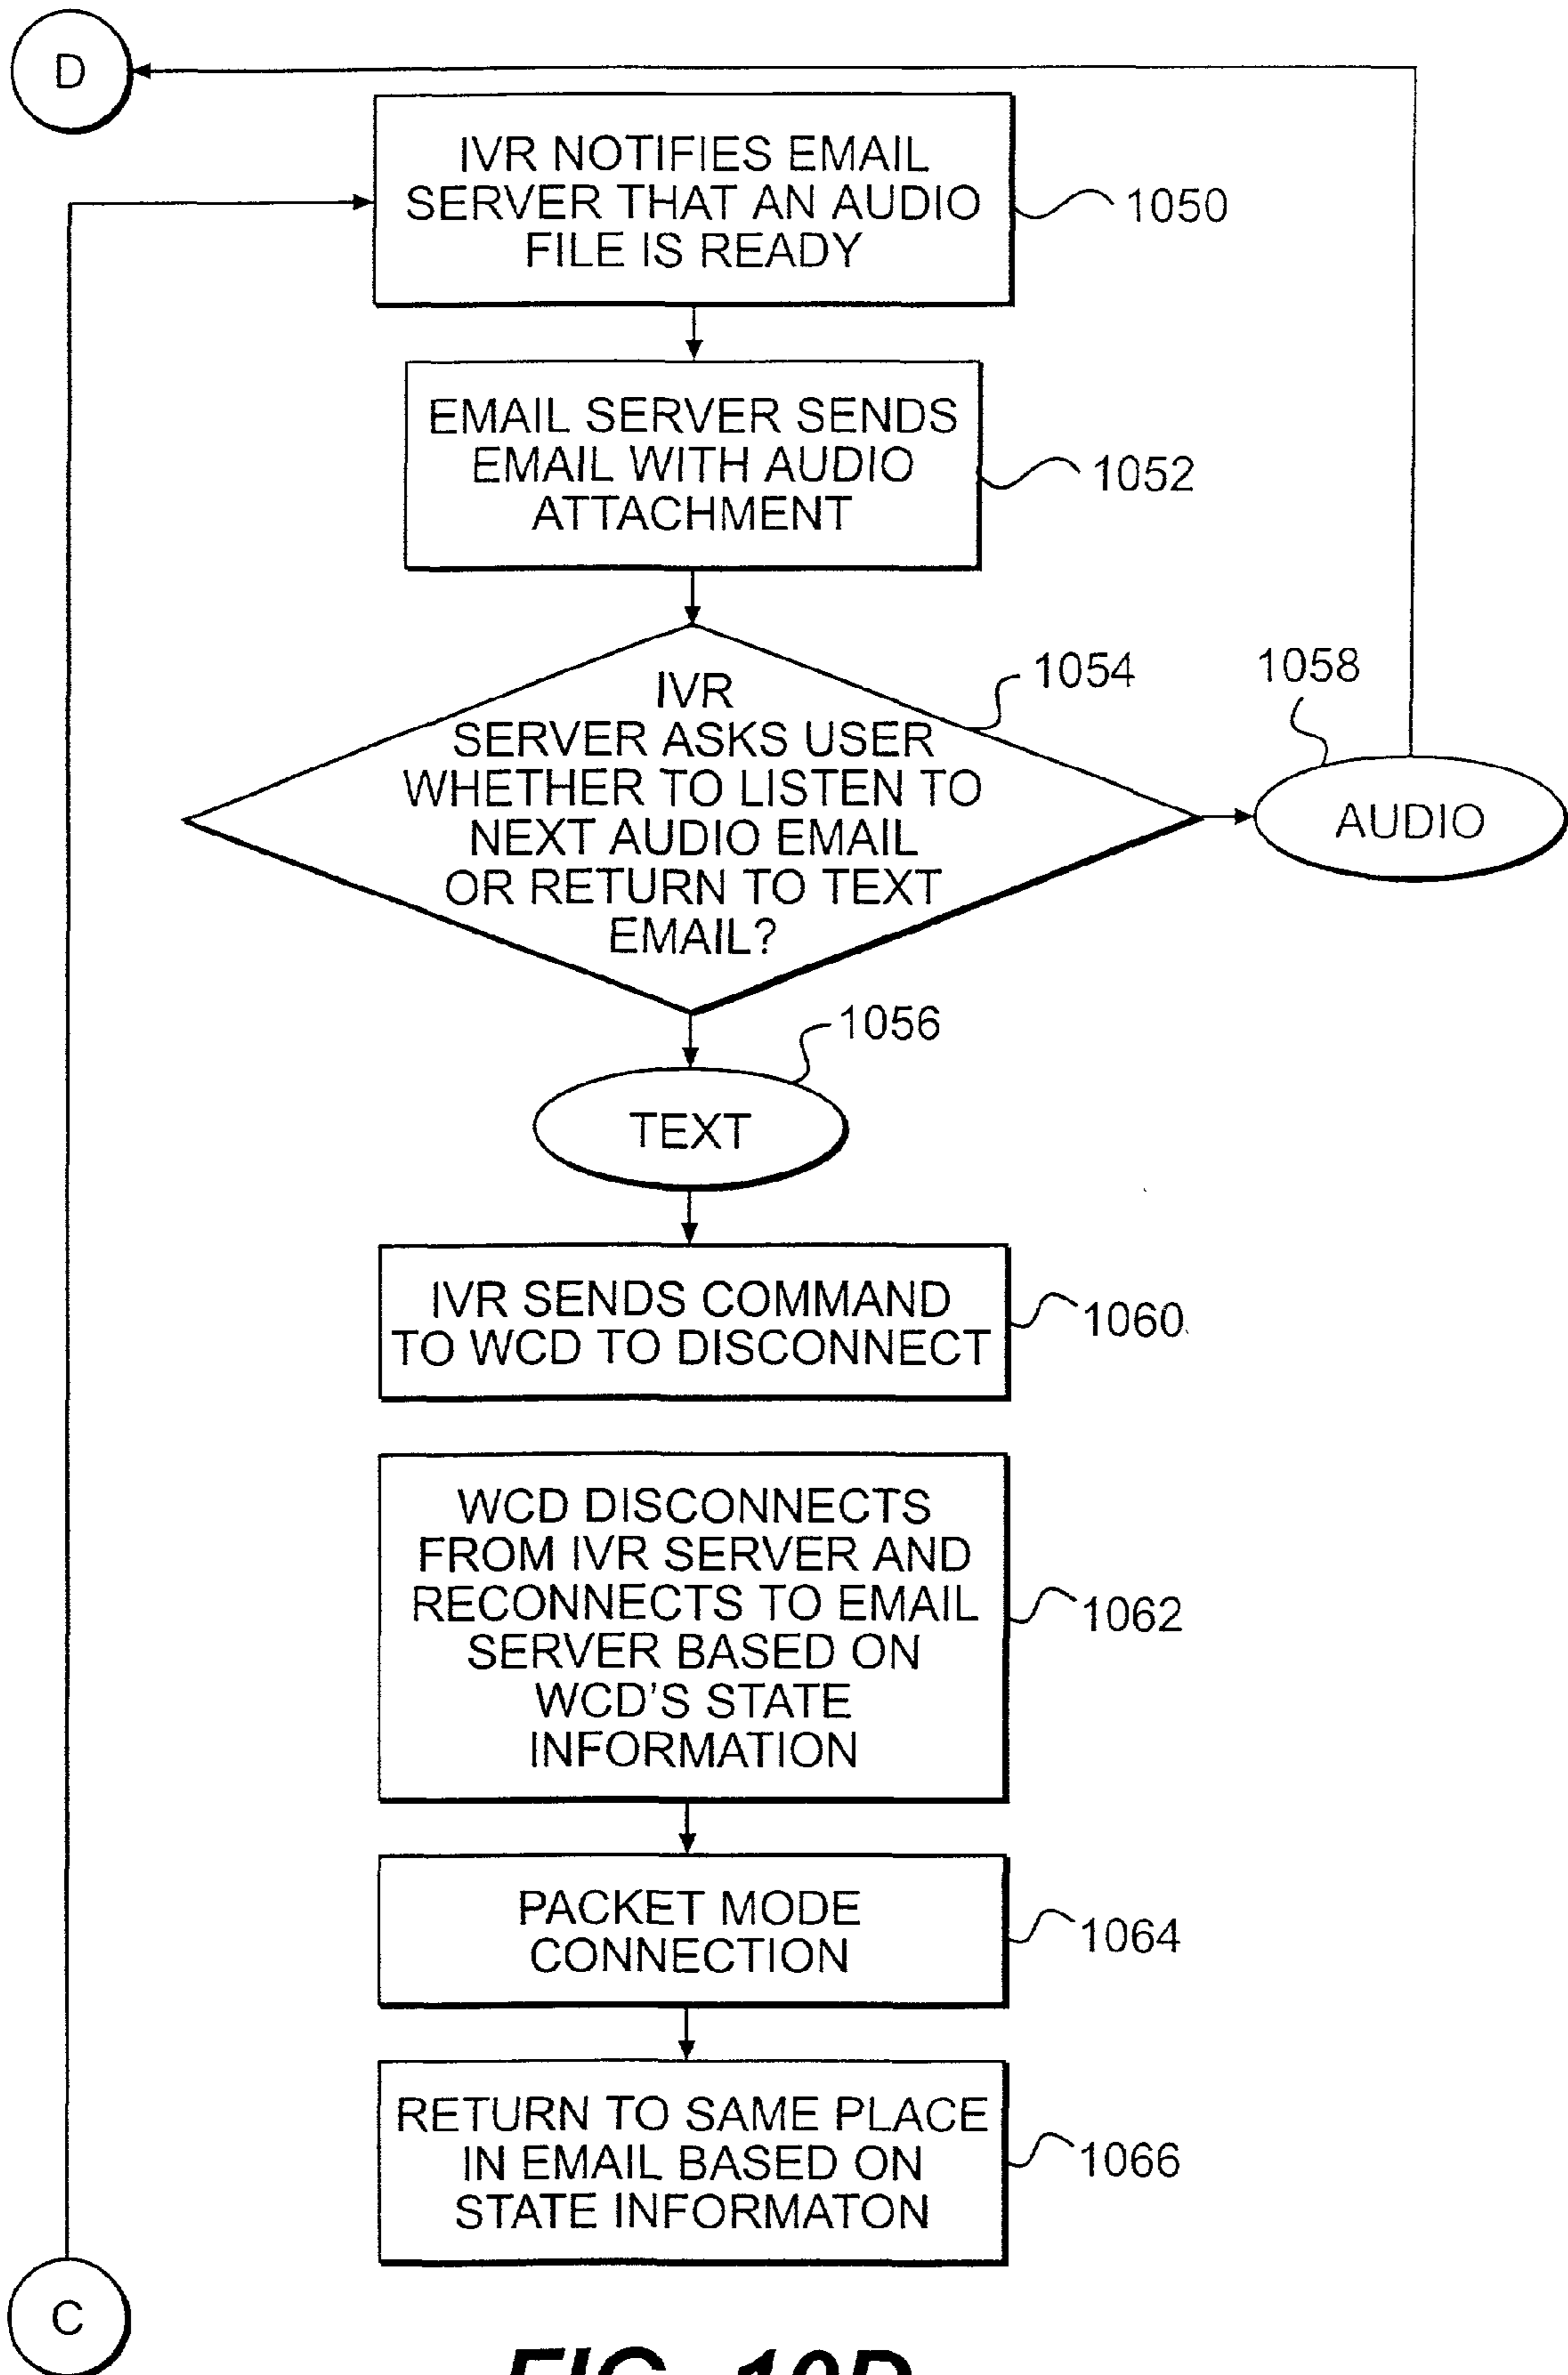 D
IVR NOTIFIES EMAIL
SERVER THAT AN AUDIO
FILE IS READY
1050
EMAIL SERVER SENDS
EMAIL WITH AUDIO
ATTACHMENT
1052
IVR
SERVER ASKS USER
WHETHER TO LISTEN TO
NEXT AUDIO EMAIL
OR RETURN TO TEXT
EMAIL?
1054
1058
AUDIO
1056
TEXT
IVR SENDS COMMAND
TO WCD TO DISCONNECT
1060
WCD DISCONNECTS
FROM IVR SERVER AND
RECONNECTS TO EMAIL
SERVER BASED ON
WCD'S STATE
INFORMATION
1062
PACKET MODE
CONNECTION
1064
RETURN TO SAME PLACE
IN EMAIL BASED ON
STATE INFORMATON
1066
C